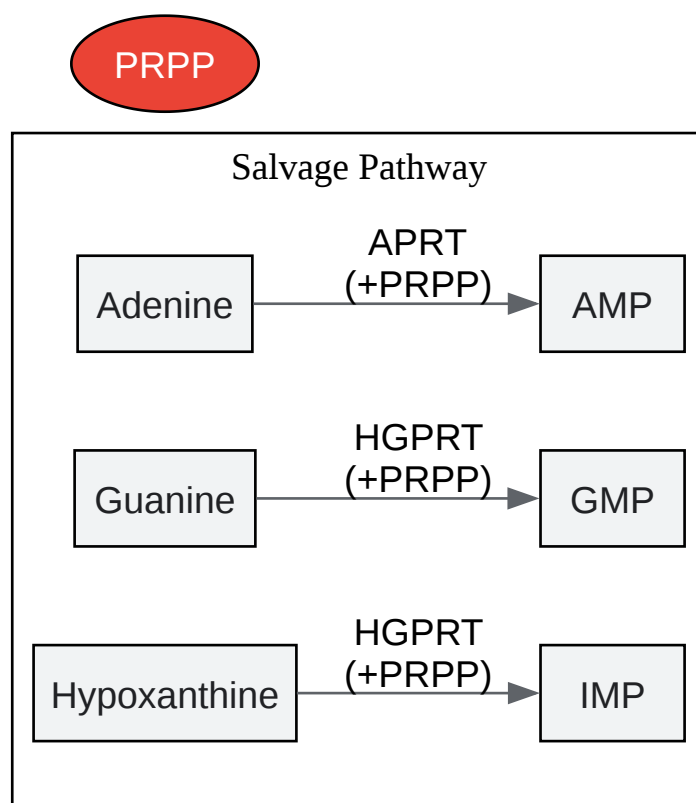 PRPP
Salvage Pathway
APRT
(+PRPP)
Adenine
AMP
HGPRT
(+PRPP)
Guanine
GMP
HGPRT
(+PRPP)
Hypoxanthine
IMP